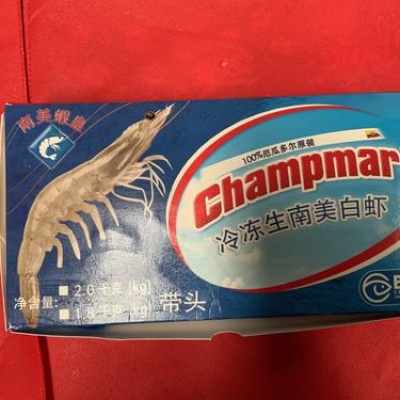 南美蝦皇
100%厄瓜多尔原装
Champmar
冷冻生南美白虾
净含量:
2.0千克(kg)
1.8千克(kg)
带头